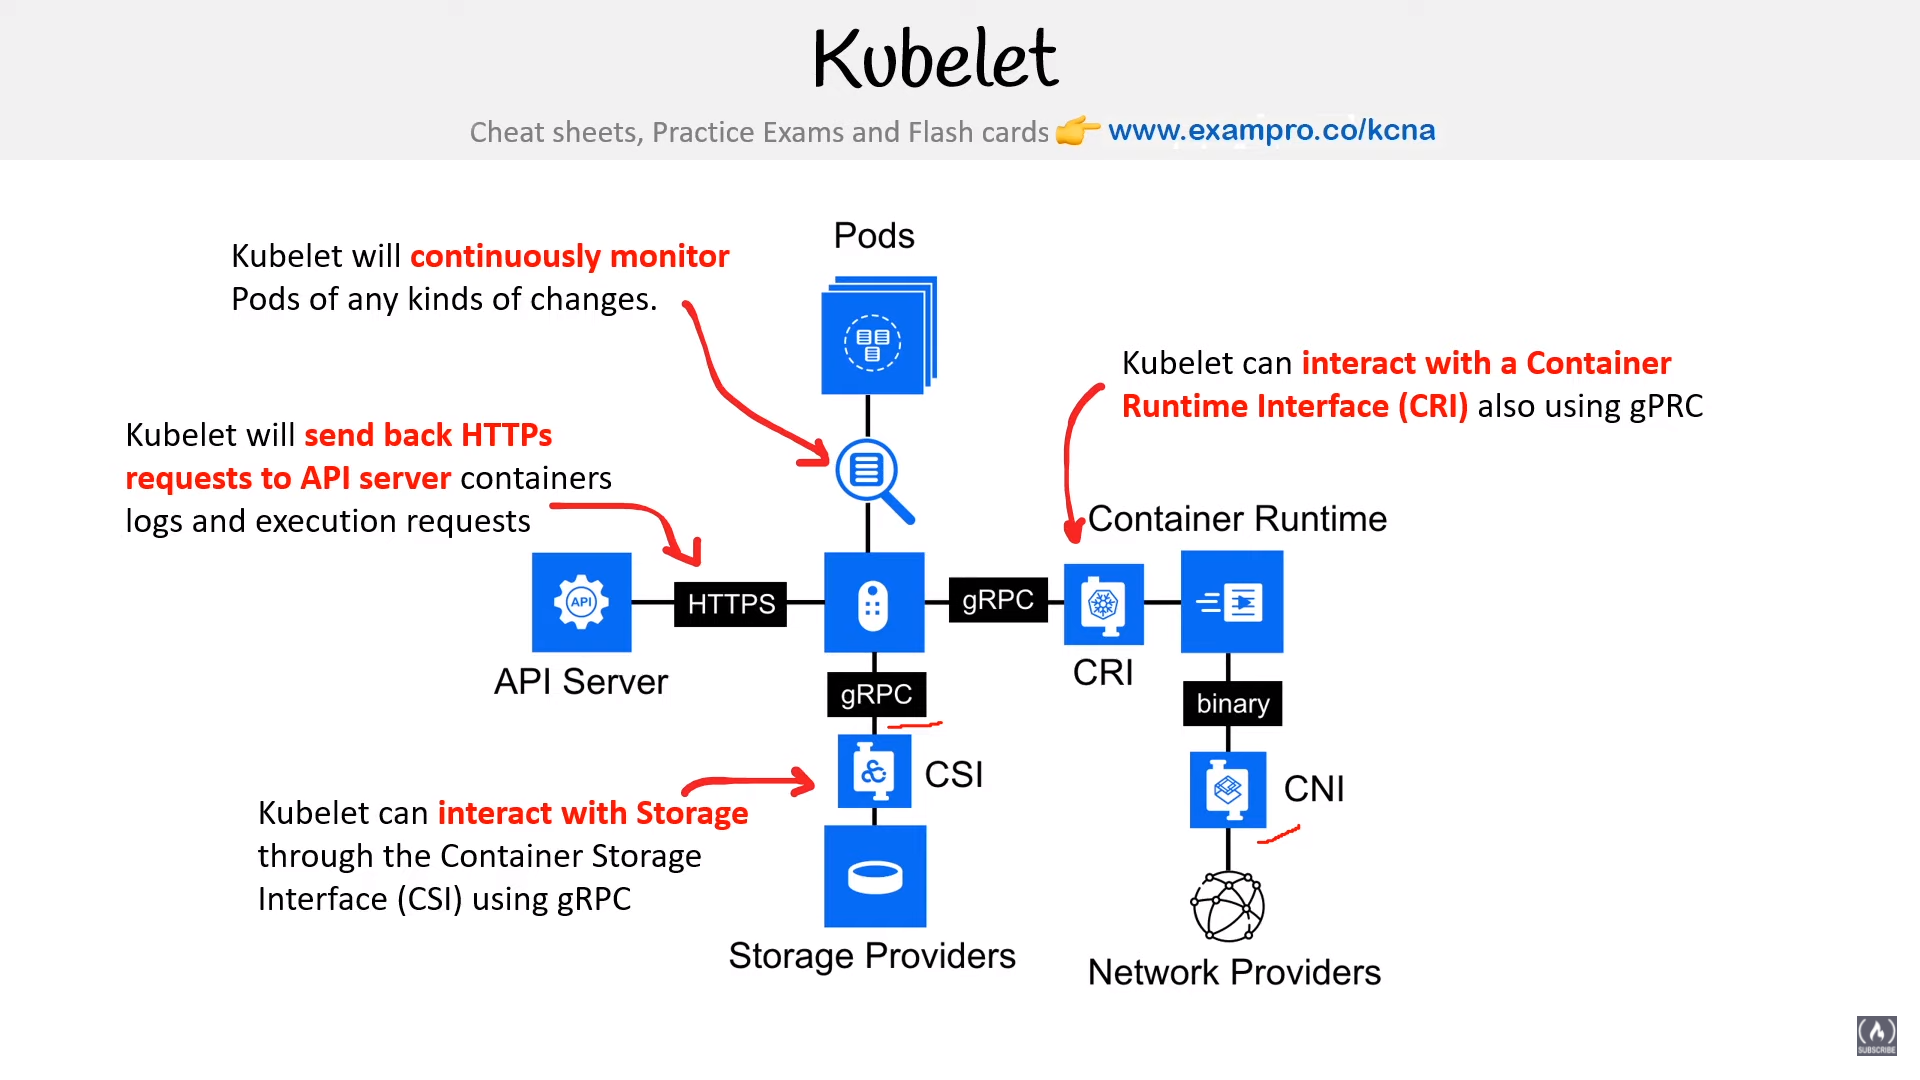 Kubelet
Cheat sheets, Practice Exams and Flash cards 👉 www.exampro.co/kcna
Pods
Kubelet will continuously monitor
Pods of any kinds of changes.
Kubelet can interact with a Container
Runtime Interface (CRI) also using gPRC
Kubelet will send back HTTPs
requests to API server containers
logs and execution requests
Container Runtime
API
HTTPS
gRPC
API Server
CRI
gRPC
binary
CSI
CNI
Kubelet can interact with Storage
through the Container Storage
Interface (CSI) using gRPC
Storage Providers
Network Providers
SUBSCRIBE